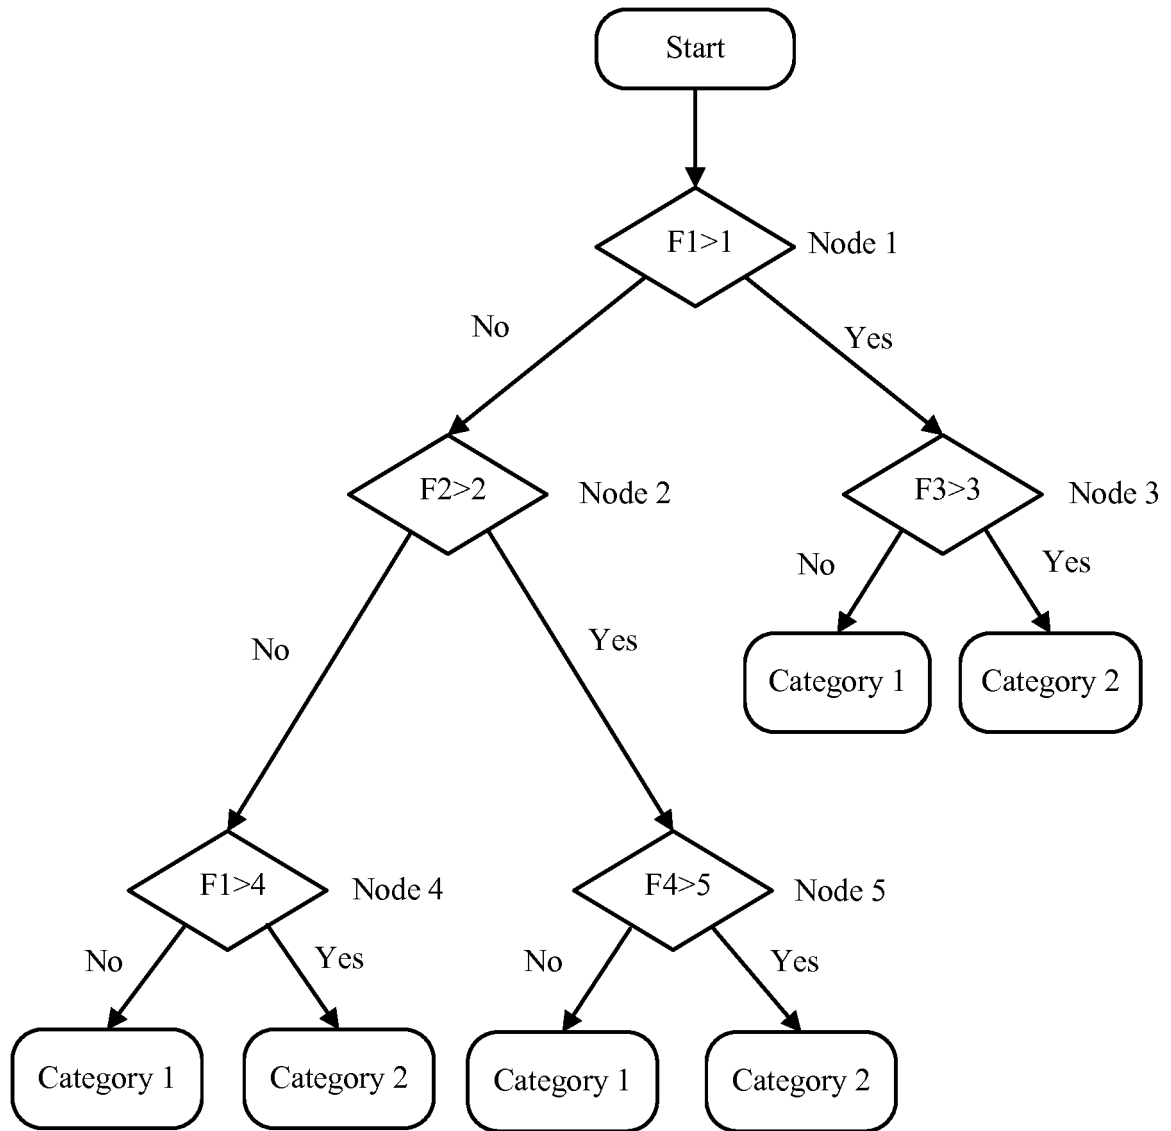 Start
F1>1
Node 1
No
Yes
F2>2
Node 2
F3>3
Node 3
No
Yes
No
Yes
Category 1
Category 2
F1>4
Node 4
F4>5
Node 5
No
Yes
No
Yes
Category 1
Category 2
Category 1
Category 2